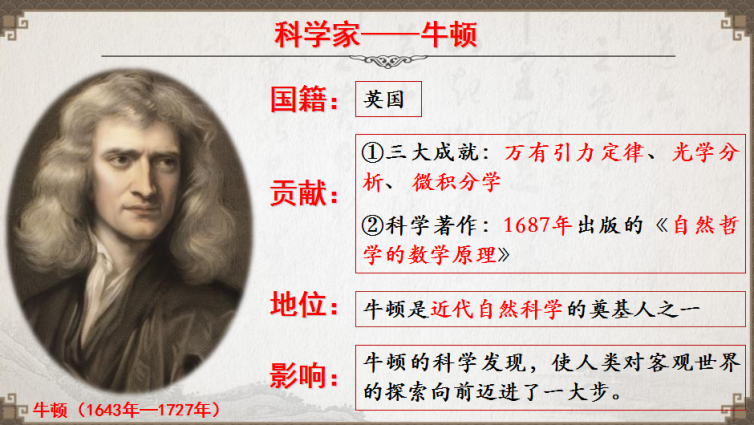 科学家——牛顿
国籍：
英国
贡献：
①三大成就：万有引力定律、光学分
析、微积分学
②科学著作：1687年出版的《自然哲
学的数学原理》
地位：
牛顿是近代自然科学的奠基人之一
影响：
牛顿的科学发现，使人类对客观世界
的探索向前迈进了一大步。
牛顿（1643年—1727年）